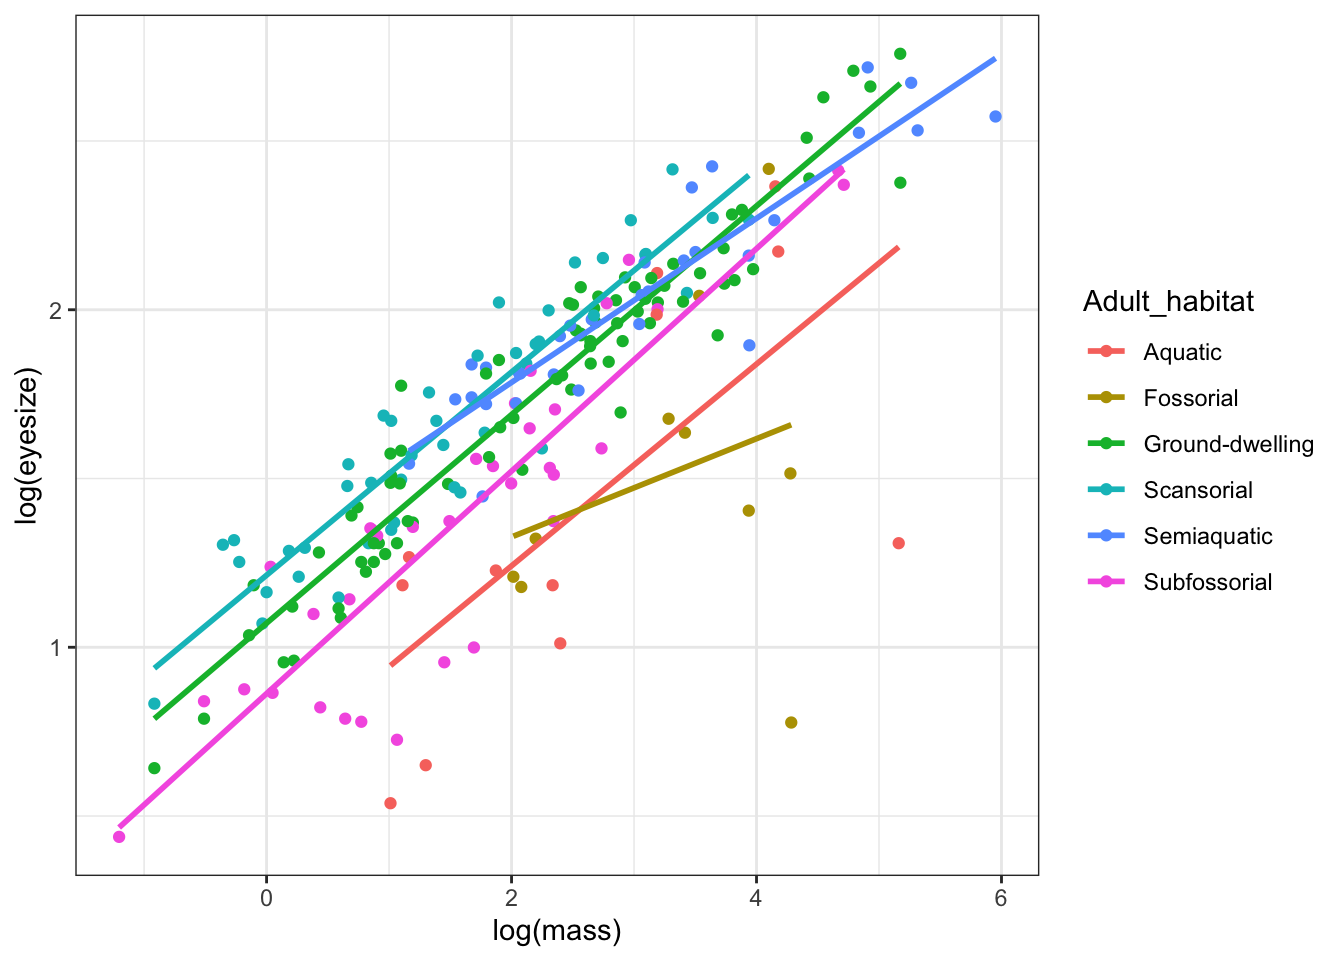 log(eyesize)
2
1
0
2
4
6
log(mass)
Adult_habitat
Aquatic
Fossorial
Ground-dwelling
Scansorial
Semiaquatic
Subfossorial